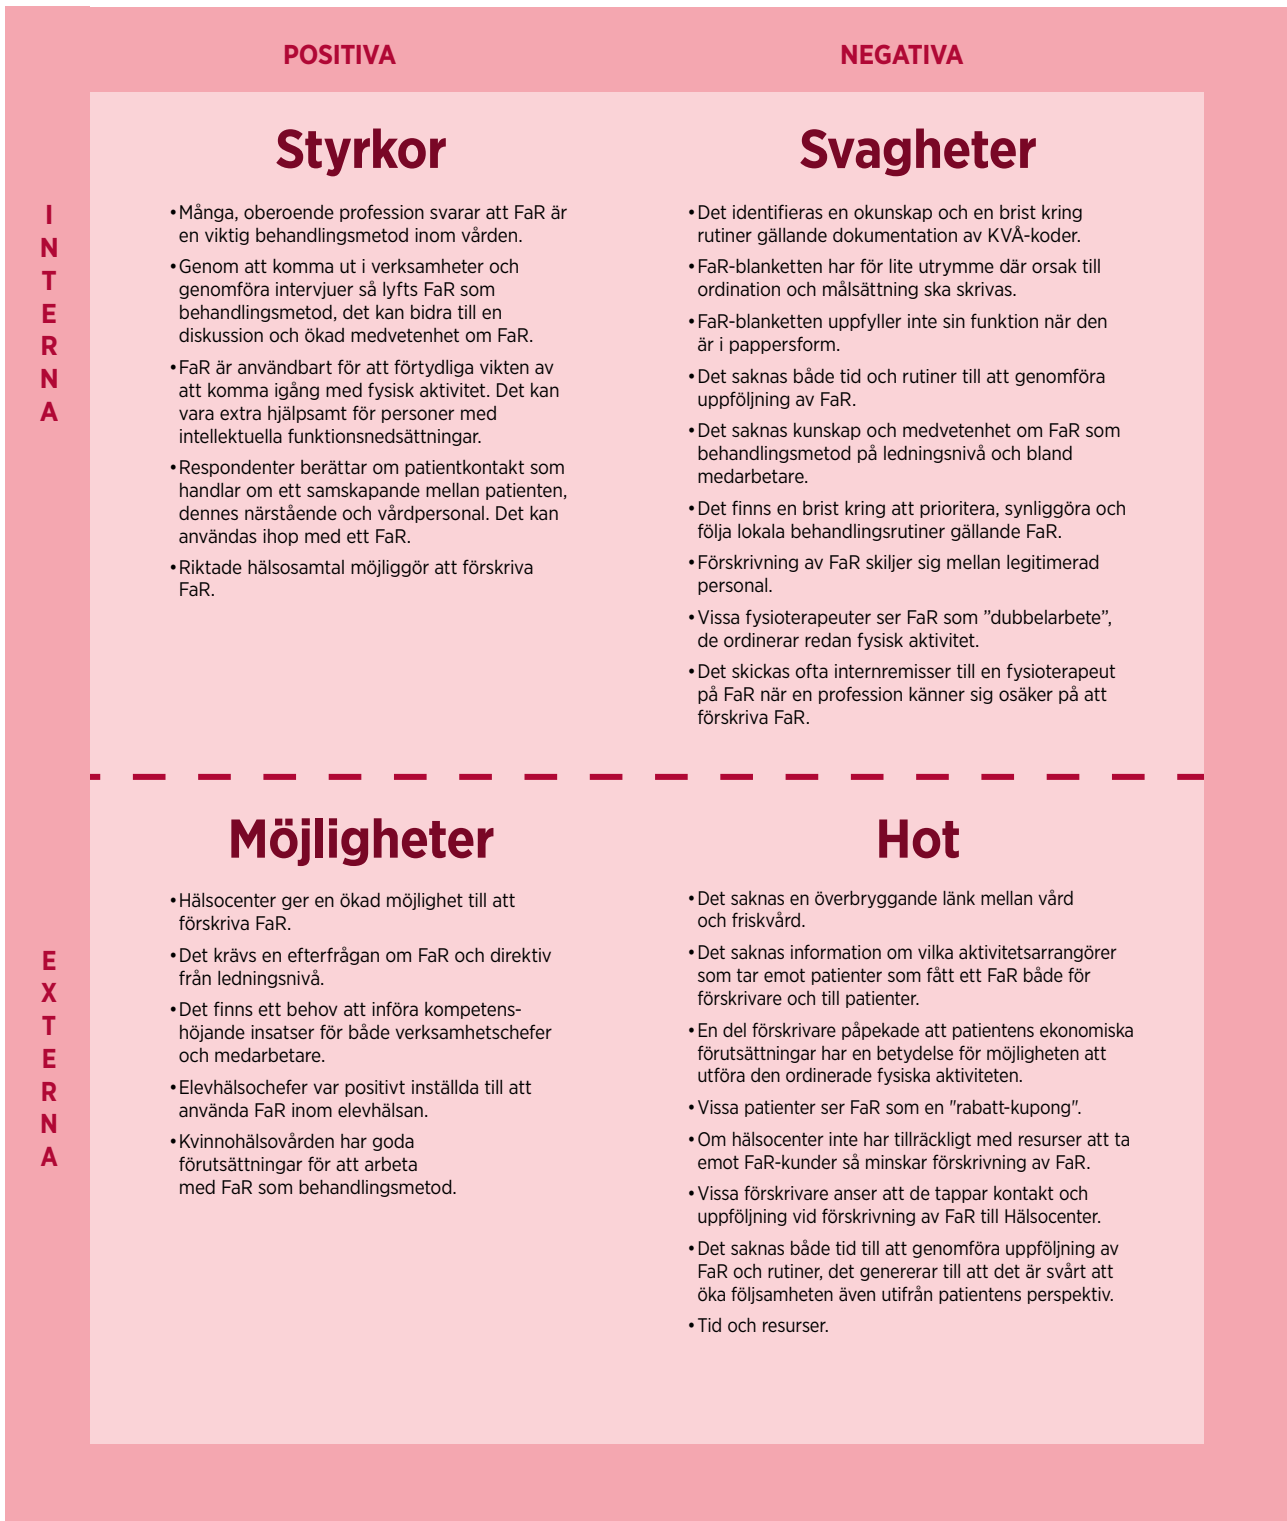 POSITIVA
NEGATIVA
INTERNA
Styrkor
•Många, oberoende profession svarar att FaR är
en viktig behandlingsmetod inom vården.
•Genom att komma ut i verksamheter och
genomföra intervjuer så lyfts FaR som
behandlingsmetod, det kan bidra till en
diskussion och ökad medvetenhet om FaR.
•FaR är användbart för att förtydliga vikten av
att komma igång med fysisk aktivitet. Det kan
vara extra hjälpsamt för personer med
intellektuella funktionsnedsättningar.
•Respondenter berättar om patientkontakt som
handlar om ett samskapande mellan patienten,
dennes närstående och vårdpersonal. Det kan
användas ihop med ett FaR.
•Riktade hälsosamtal möjliggör att förskriva
FaR.
Svagheter
•Det identifieras en okunskap och en brist kring
rutiner gällande dokumentation av KVÅ-koder.
•FaR-blanketten har för lite utrymme där orsak till
ordination och målsättning ska skrivas.
•FaR-blanketten uppfyller inte sin funktion när den
är i pappersform.
•Det saknas både tid och rutiner till att genomföra
uppföljning av FaR.
•Det saknas kunskap och medvetenhet om FaR som
behandlingsmetod på ledningsnivå och bland
medarbetare.
•Det finns en brist kring att prioritera, synliggöra och
följa lokala behandlingsrutiner gällande FaR.
•Förskrivning av FaR skiljer sig mellan legitimerad
personal.
•Vissa fysioterapeuter ser FaR som ”dubbelarbete”,
de ordinerar redan fysisk aktivitet.
•Det skickas ofta internremisser till en fysioterapeut
på FaR när en profession känner sig osäker på att
förskriva FaR.
EXTERNA
Möjligheter
•Hälsocenter ger en ökad möjlighet till att
förskriva FaR.
•Det krävs en efterfrågan om FaR och direktiv
från ledningsnivå.
•Det finns ett behov att införa kompetens-
höjande insatser för både verksamhetschefer
och medarbetare.
•Elevhälsochefer var positivt inställda till att
använda FaR inom elevhälsan.
•Kvinnohälsovården har goda
förutsättningar för att arbeta
med FaR som behandlingsmetod.
Hot
•Det saknas en överbryggande länk mellan vård
och friskvård.
•Det saknas information om vilka aktivitetsarrangörer
som tar emot patienter som fått ett FaR både för
förskrivare och till patienter.
•En del förskrivare påpekade att patientens ekonomiska
förutsättningar har en betydelse för möjligheten att
utföra den ordinerade fysiska aktiviteten.
•Vissa patienter ser FaR som en "rabatt-kupong".
•Om hälsocenter inte har tillräckligt med resurser att ta
emot FaR-kunder så minskar förskrivning av FaR.
•Vissa förskrivare anser att de tappar kontakt och
uppföljning vid förskrivning av FaR till Hälsocenter.
•Det saknas både tid till att genomföra uppföljning av
FaR och rutiner, det genererar till att det är svårt att
öka följsamheten även utifrån patientens perspektiv.
•Tid och resurser.